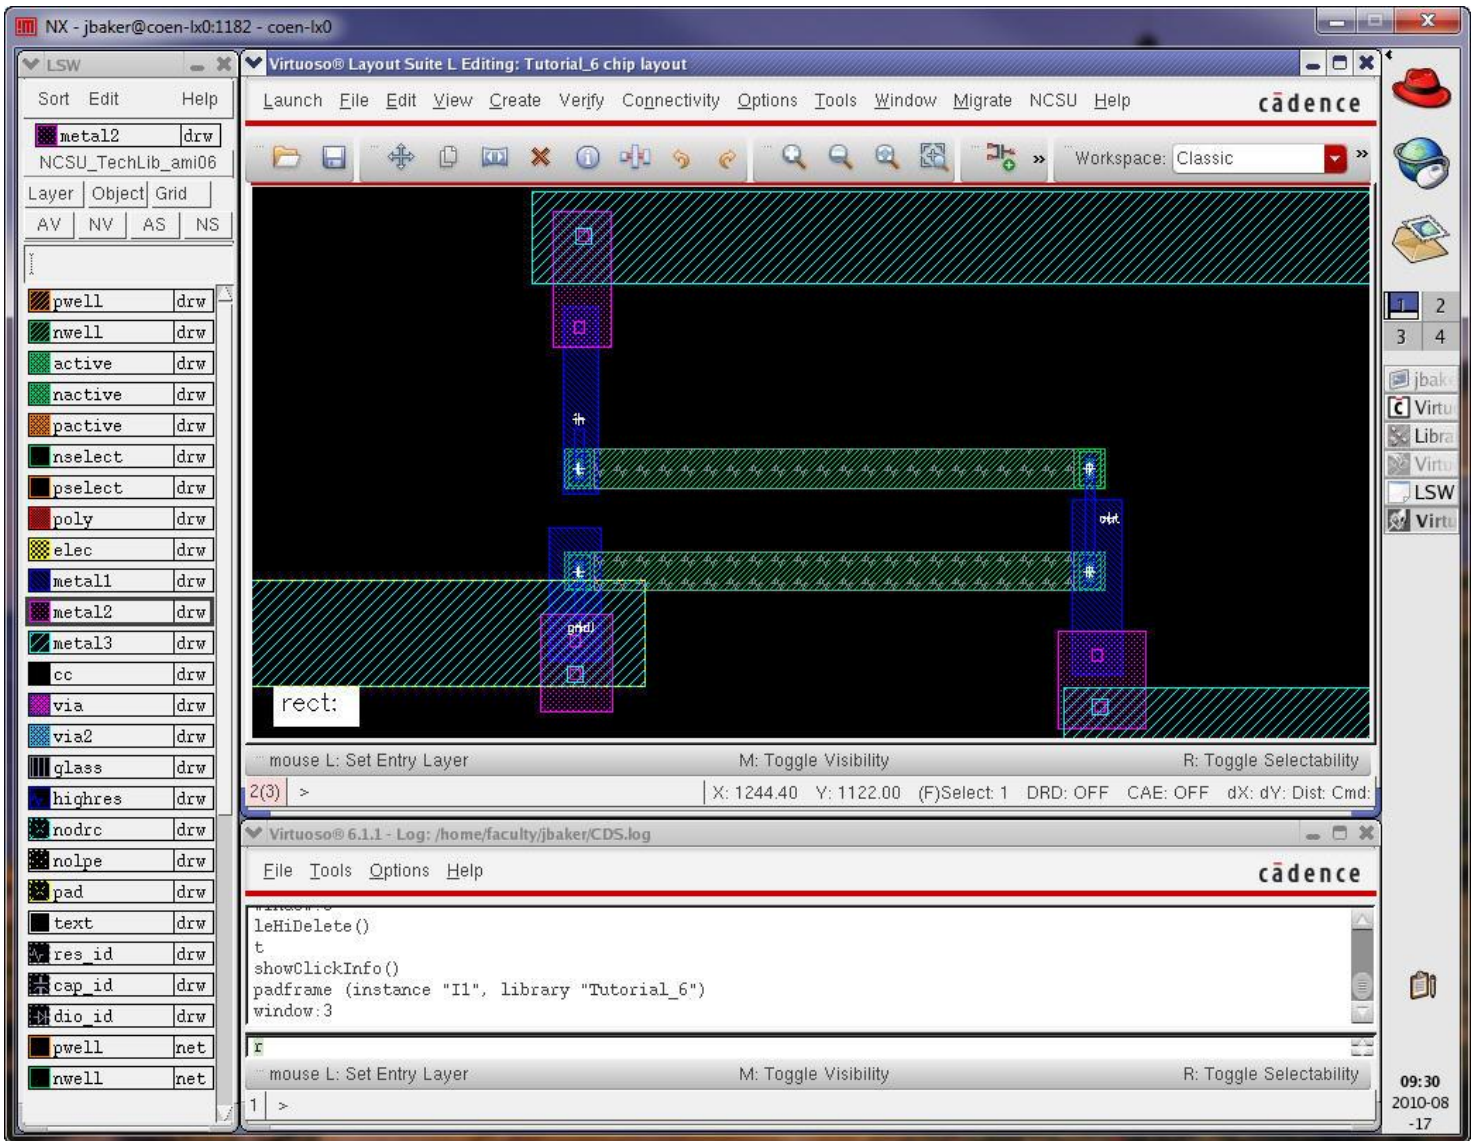 NX - jbaker@coen-lx0:1182 - coen-lx0
LSW
Sort Edit Help
metal2 drw
NCSU_TechLib_ami06
Layer Object Grid
AV NV AS NS
pwell drw
nwell drw
active drw
nactive drw
pactive drw
nselect drw
pselect drw
poly drw
elec drw
metal1 drw
metal2 drw
metal3 drw
cc drw
via drw
via2 drw
glass drw
highres drw
nodrc drw
nolpe drw
pad drw
text drw
res_id drw
cap_id drw
dio_id drw
pwell net
nwell net
Virtuoso® Layout Suite L Editing: Tutorial_6 chip layout
Launch File Edit View Create Verify Connectivity Options Tools Window Migrate NCSU Help
cādence
Workspace: Classic
in
out
gnd!
rect:
mouse L: Set Entry Layer M: Toggle Visibility R: Toggle Selectability
2(3) > X: 1244.40 Y: 1122.00 (F)Select: 1 DRD: OFF CAE: OFF dX: dY: Dist: Cmd:
Virtuoso® 6.1.1 - Log: /home/faculty/jbaker/CDS.log
File Tools Options Help
cādence
leHiDelete()
t
showClickInfo()
padframe (instance "I1", library "Tutorial_6")
window:3
r
mouse L: Set Entry Layer M: Toggle Visibility R: Toggle Selectability
1 >
1 2
3 4
jbake
Virtu
Libra
Virtu
LSW
Virtu
09:30
2010-08
-17